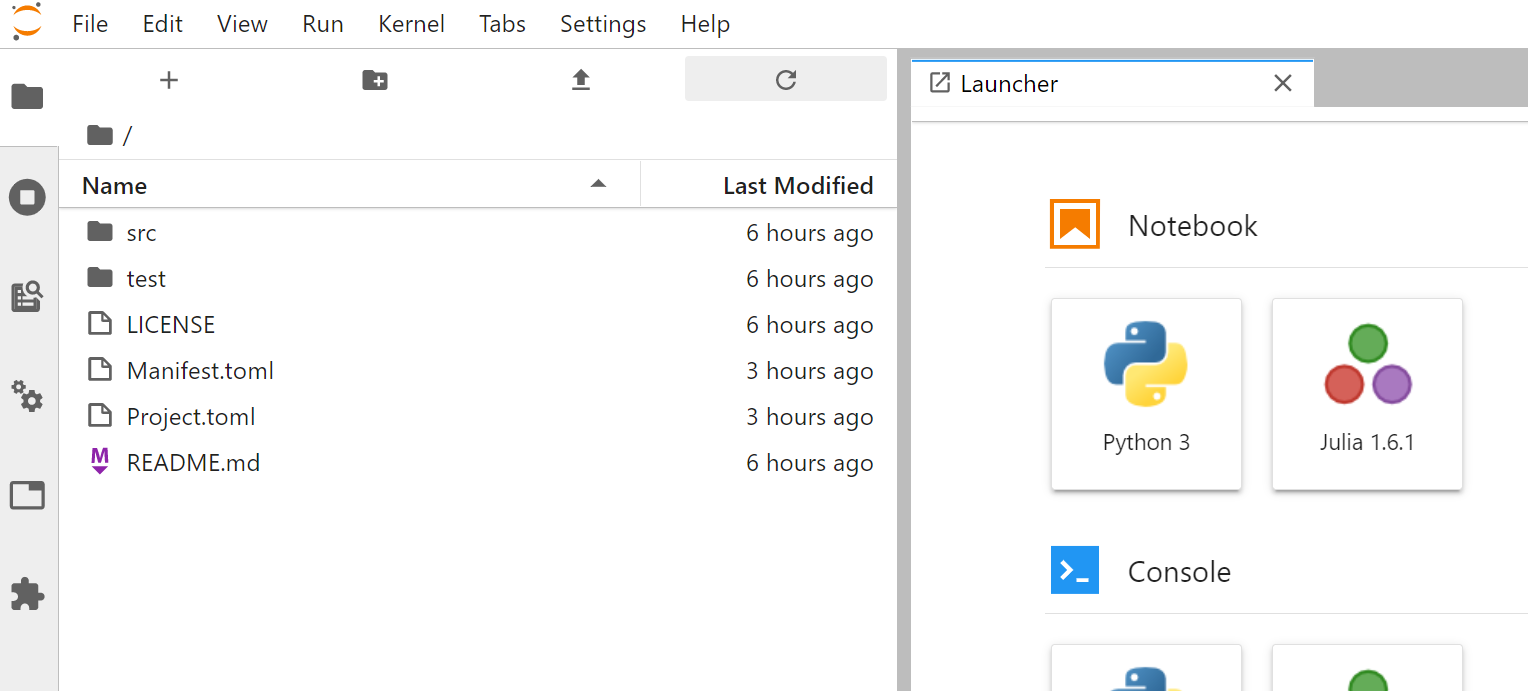 File Edit View Run Kernel Tabs Settings Help
Launcher
/
Name Last Modified
src 6 hours ago
test 6 hours ago
LICENSE 6 hours ago
Manifest.toml 3 hours ago
Project.toml 3 hours ago
README.md 6 hours ago
Notebook
Python 3 Julia 1.6.1
Console